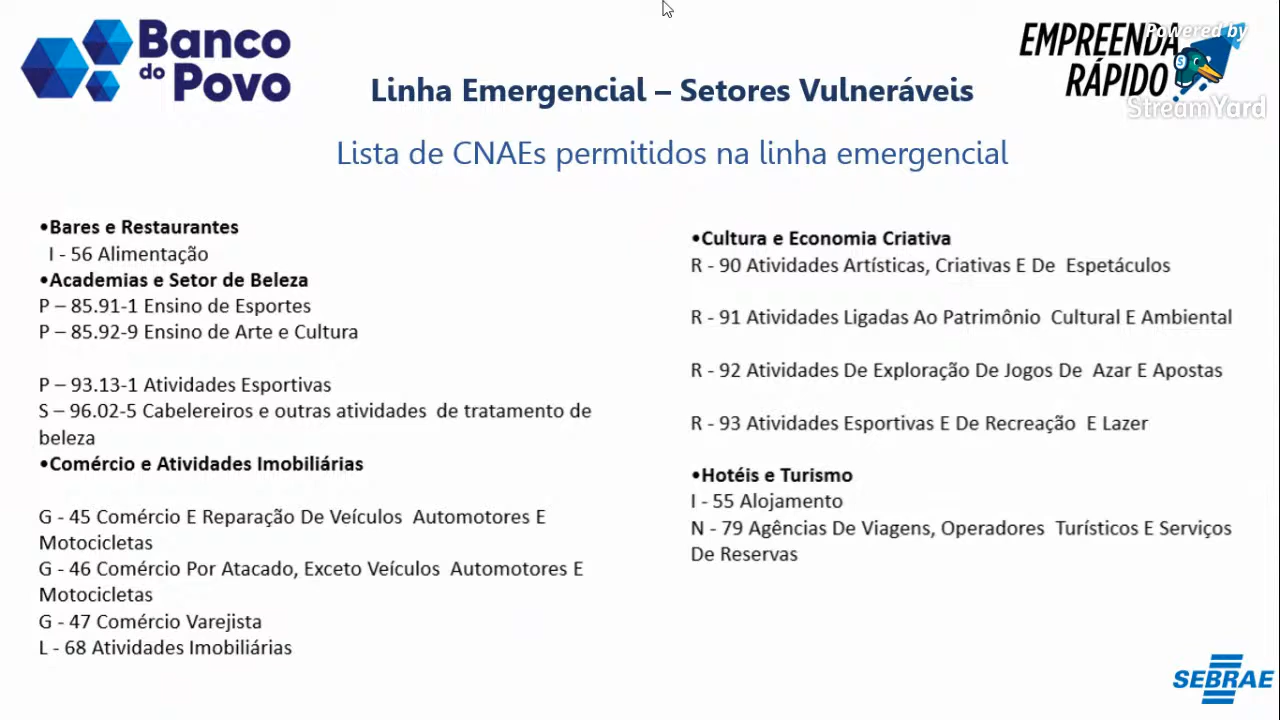 Banco
do Povo
EMPREENDA
RÁPIDO
Powered by
StreamYard
S
Linha Emergencial – Setores Vulneráveis
Lista de CNAEs permitidos na linha emergencial
•Bares e Restaurantes
I - 56 Alimentação
•Academias e Setor de Beleza
P – 85.91-1 Ensino de Esportes
P – 85.92-9 Ensino de Arte e Cultura
P – 93.13-1 Atividades Esportivas
S – 96.02-5 Cabelereiros e outras atividades de tratamento de
beleza
•Comércio e Atividades Imobiliárias
G - 45 Comércio E Reparação De Veículos Automotores E
Motocicletas
G - 46 Comércio Por Atacado, Exceto Veículos Automotores E
Motocicletas
G - 47 Comércio Varejista
L - 68 Atividades Imobiliárias
•Cultura e Economia Criativa
R - 90 Atividades Artísticas, Criativas E De Espetáculos
R - 91 Atividades Ligadas Ao Patrimônio Cultural E Ambiental
R - 92 Atividades De Exploração De Jogos De Azar E Apostas
R - 93 Atividades Esportivas E De Recreação E Lazer
•Hotéis e Turismo
I - 55 Alojamento
N - 79 Agências De Viagens, Operadores Turísticos E Serviços
De Reservas
SEBRAE